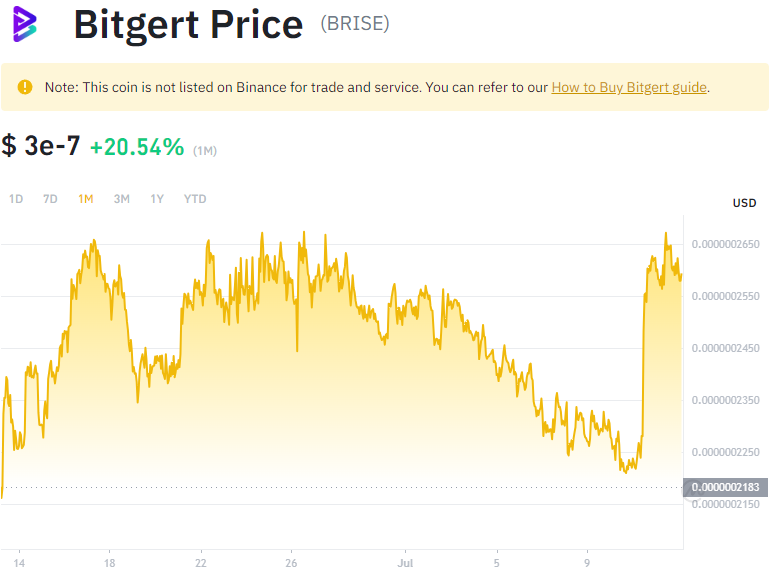 Bitgert Price (BRISE)
Note: This coin is not listed on Binance for trade and service. You can refer to our How to Buy Bitgert guide.
$ 3e-7 +20.54% (1M)
1D 7D 1M 3M 1Y YTD
USD
0.0000002650
0.0000002550
0.0000002450
0.0000002350
0.0000002250
0.0000002183
0.0000002150
14 18 22 26 Jul 5 9